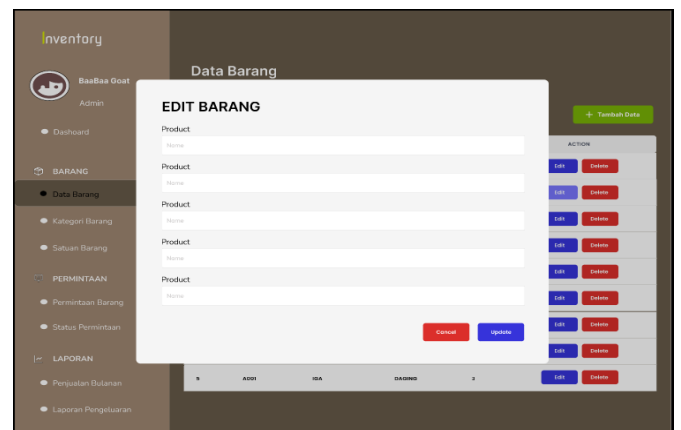 Inventory
BaaBaa Goat
Admin
Dashoard
BARANG
Data Barang
Kategori Barang
Satuan Barang
PERMINTAAN
Permintaan Barang
Status Permintaan
LAPORAN
Penjualan Bulanan
Laporan Pengeluaran
Data Barang
+ Tambah Data
ACTION
Edit Delete
Edit Delete
Edit Delete
Edit Delete
Edit Delete
Edit Delete
Edit Delete
Edit Delete
5 A001 IGA DAGING 2 Edit Delete
EDIT BARANG
Product
Name
Product
Name
Product
Name
Product
Name
Product
Name
Cancel Update